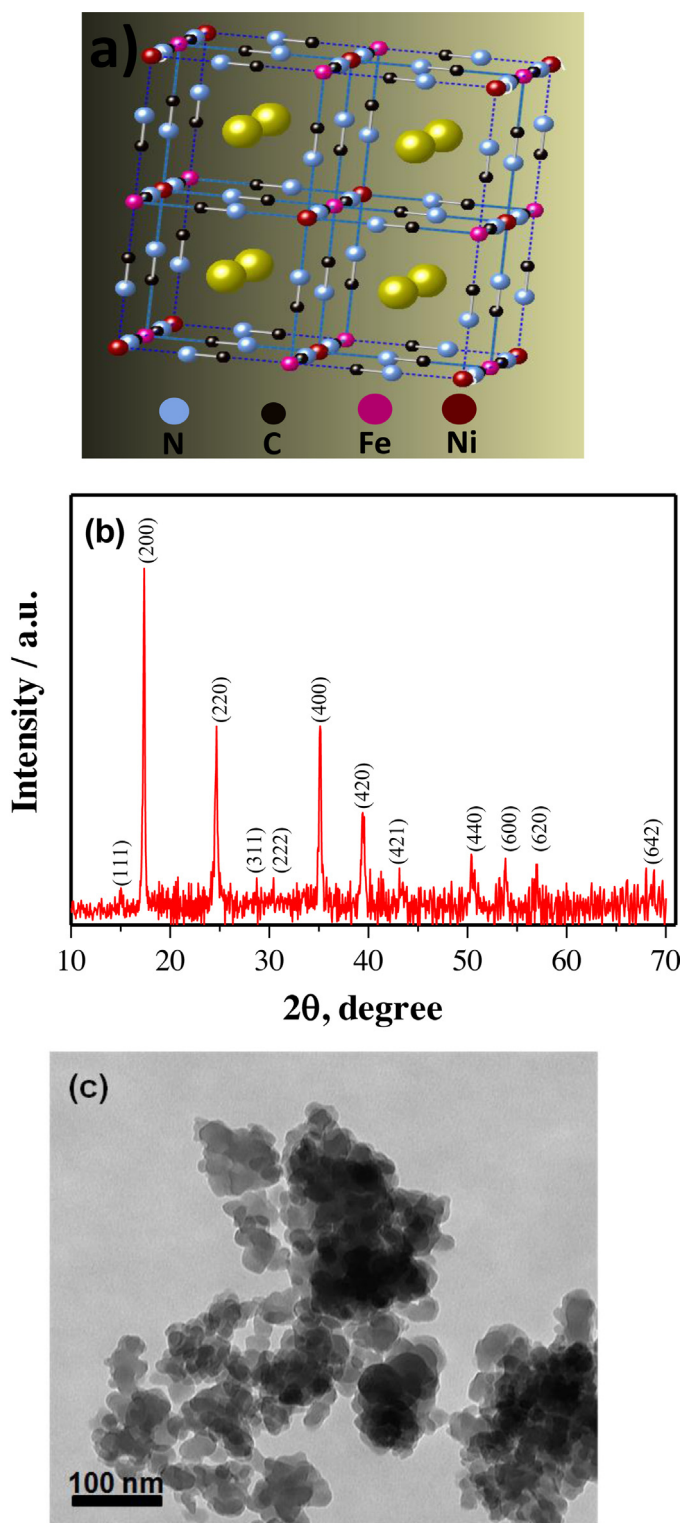 a)
N C Fe Ni
(b)
(200)
(220)
(400)
(420)
(111)
(311)
(222)
(421)
(440)
(600)
(620)
(642)
Intensity / a.u.
10 20 30 40 50 60 70
2θ, degree
(c)
100 nm